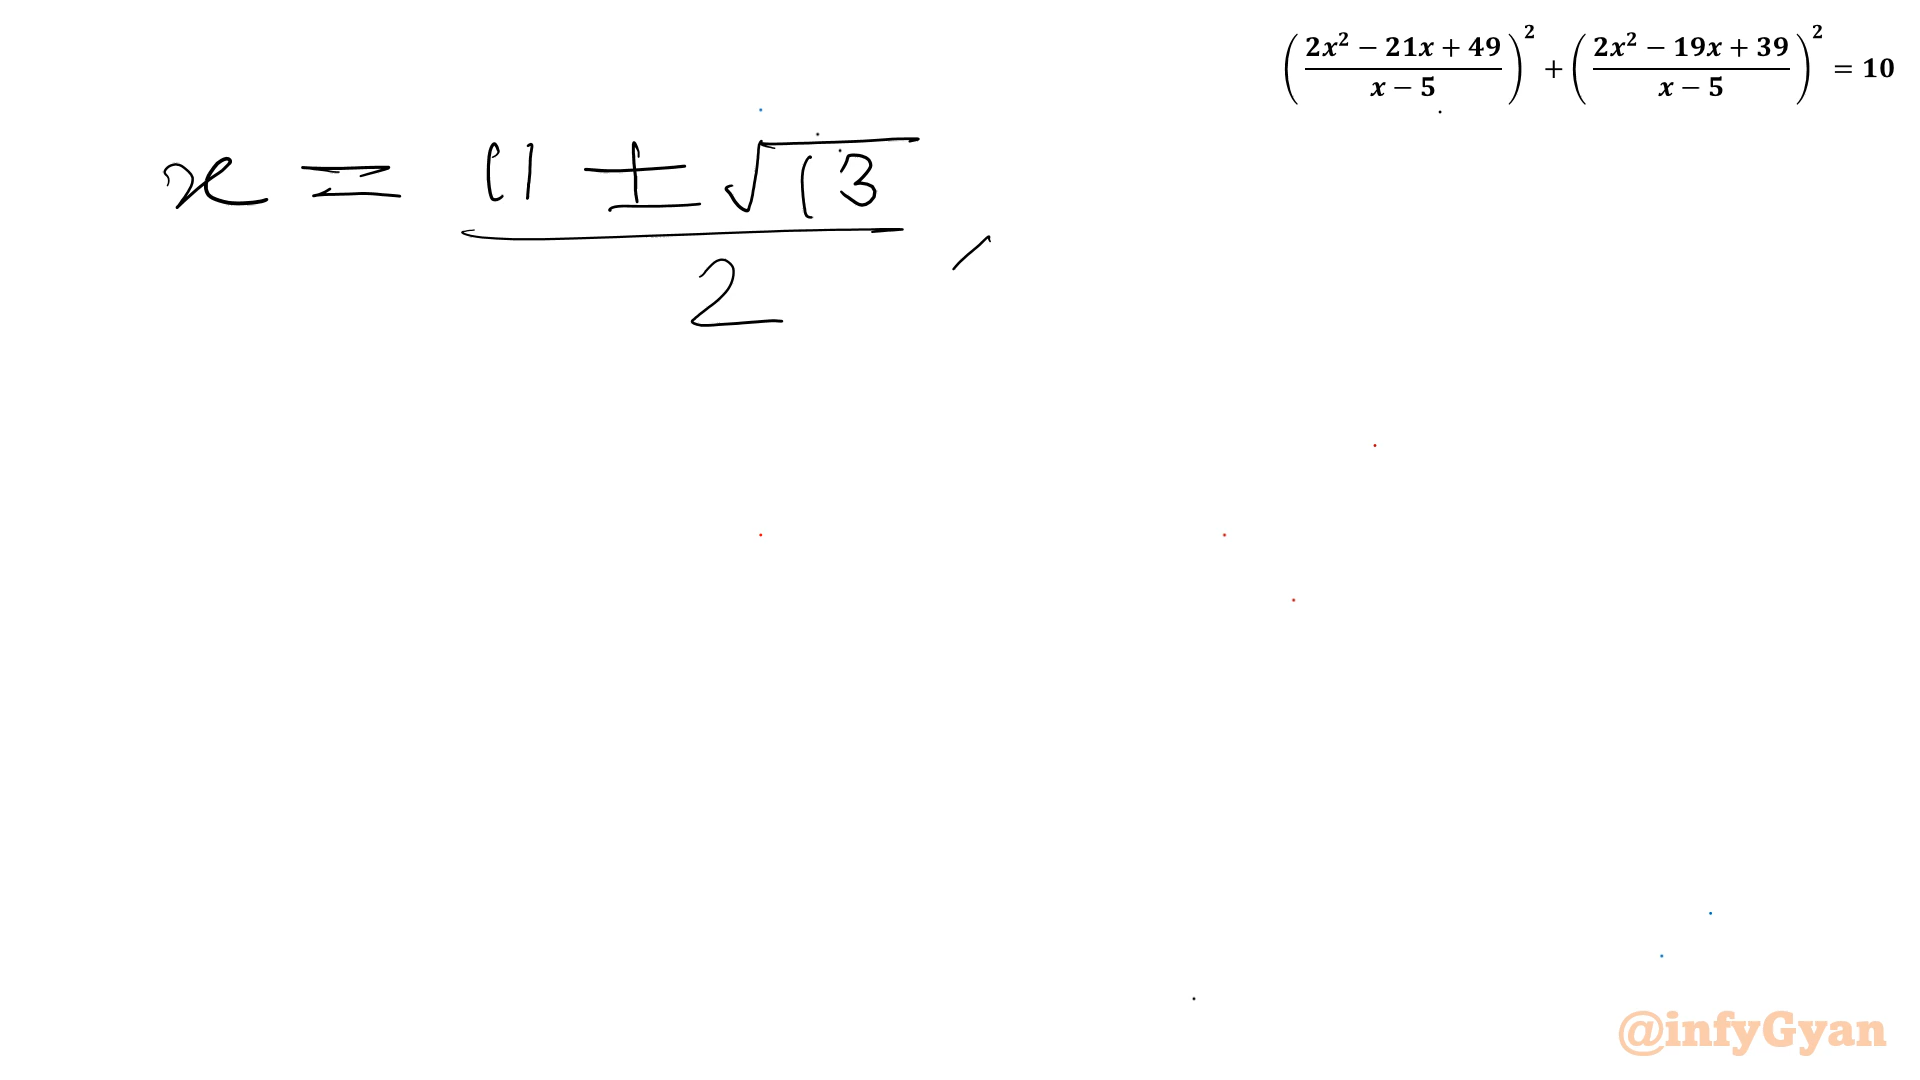 (2x² − 21x + 49 / x − 5)² + (2x² − 19x + 39 / x − 5)² = 10
x = 11 ± √13 / 2 ,
@infyGyan